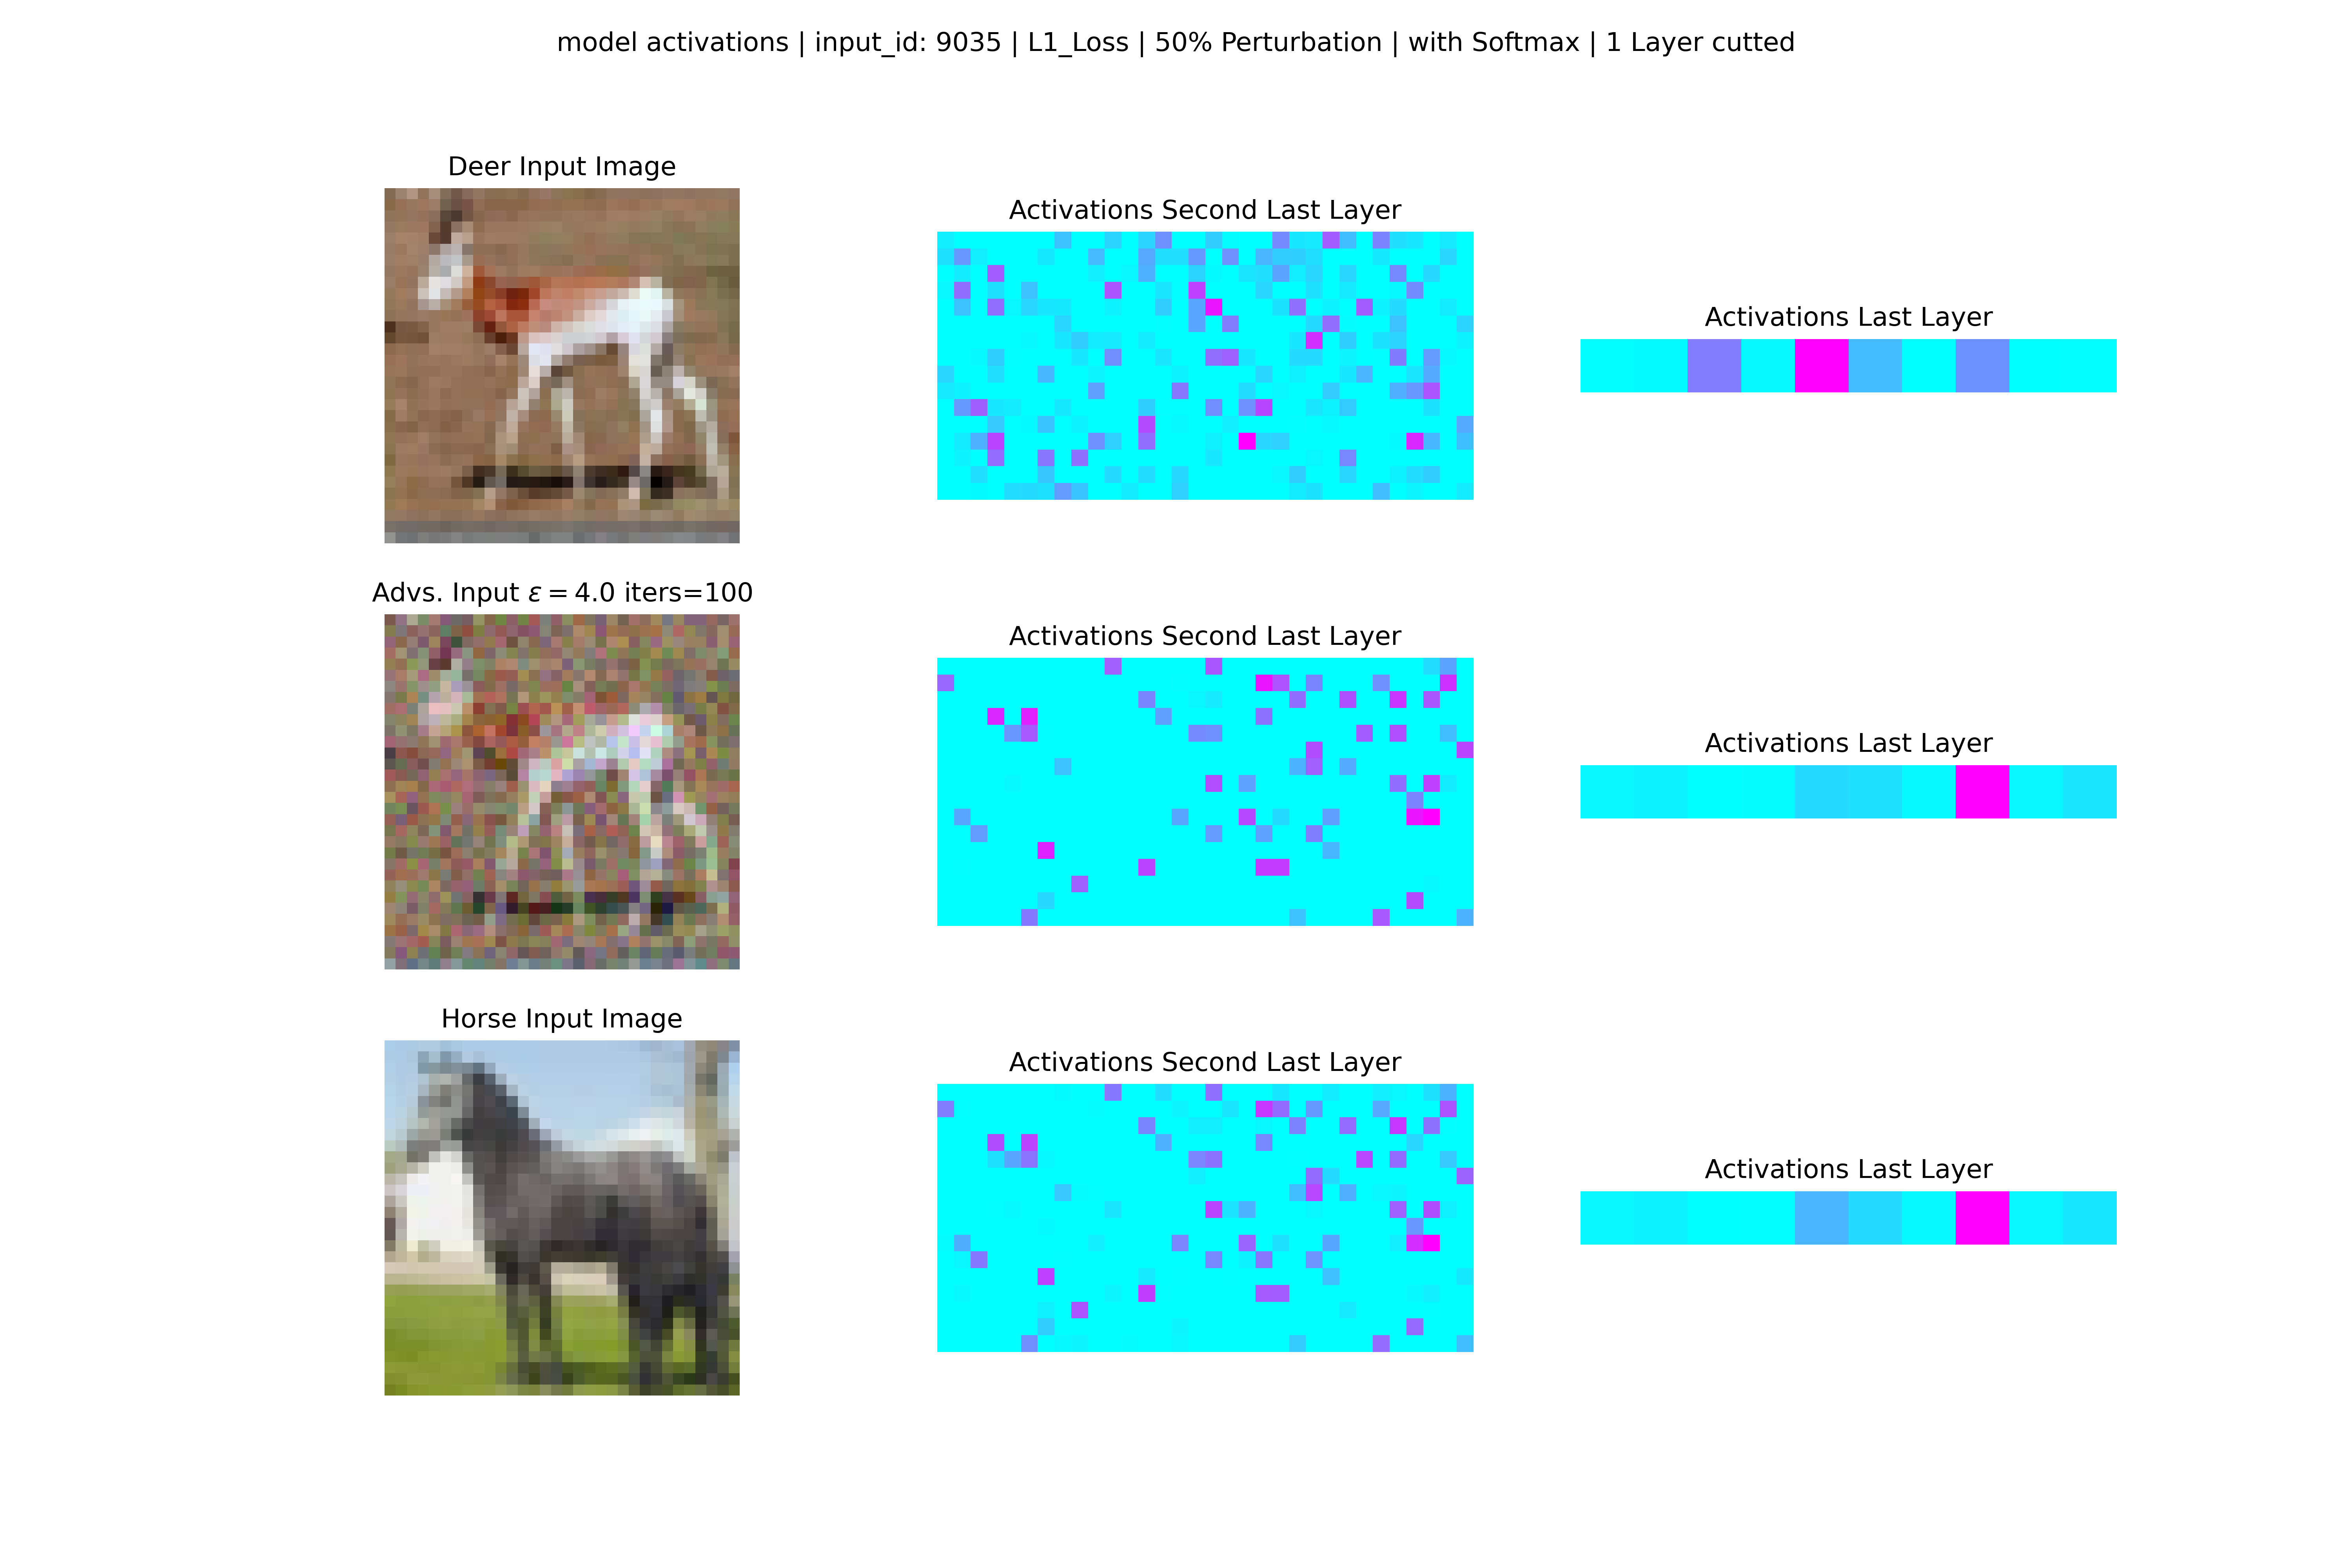 model activations | input_id: 9035 | L1_Loss | 50% Perturbation | with Softmax | 1 Layer cutted
Deer Input Image
Activations Second Last Layer
Activations Last Layer
Advs. Input ε = 4.0 iters=100
Activations Second Last Layer
Activations Last Layer
Horse Input Image
Activations Second Last Layer
Activations Last Layer